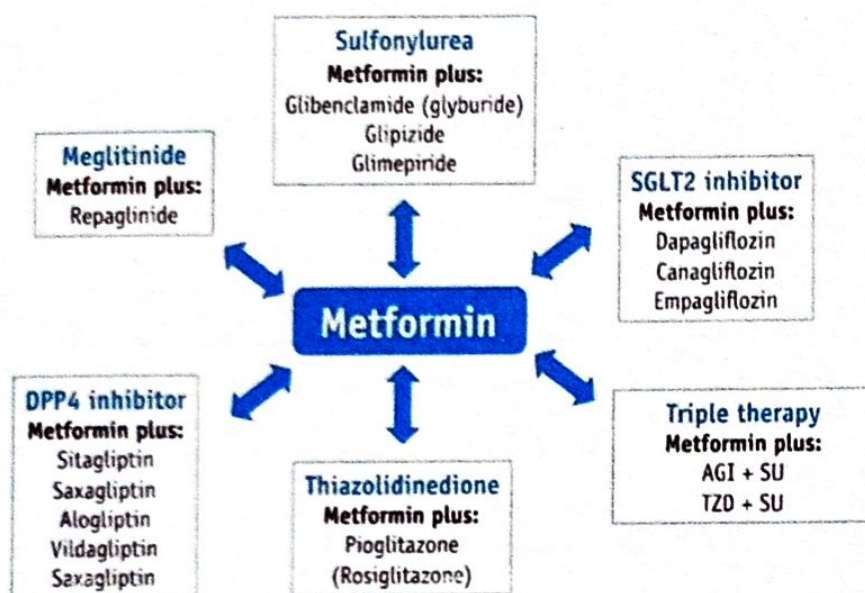 Sulfonylurea
Metformin plus:
Glibenclamide (glyburide)
Glipizide
Glimepiride
Meglitinide
Metformin plus:
Repaglinide
SGLT2 inhibitor
Metformin plus:
Dapagliflozin
Canagliflozin
Empagliflozin
Metformin
DPP4 inhibitor
Metformin plus:
Sitagliptin
Saxagliptin
Alogliptin
Vildagliptin
Saxagliptin
Thiazolidinedione
Metformin plus:
Pioglitazone
(Rosiglitazone)
Triple therapy
Metformin plus:
AGI + SU
TZD + SU